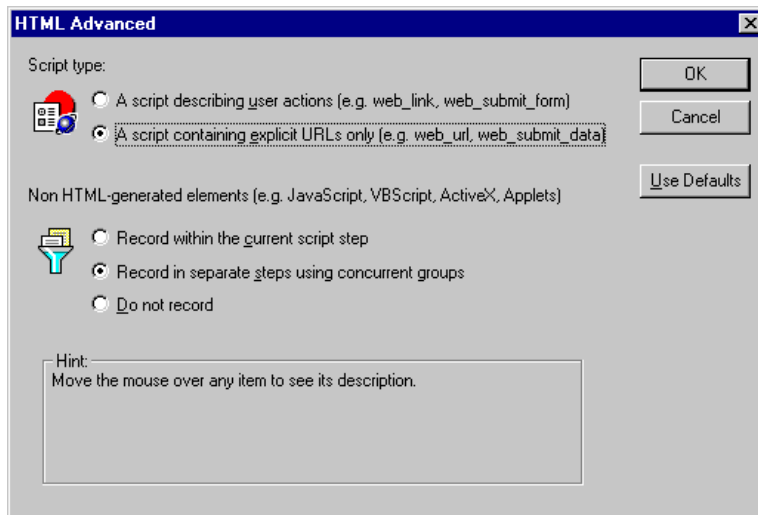 HTML Advanced
Script type:
A script describing user actions (e.g. web_link, web_submit_form)
A script containing explicit URLs only (e.g. web_url, web_submit_data)
OK
Cancel
Use Defaults
Non HTML-generated elements (e.g. JavaScript, VBScript, ActiveX, Applets)
Record within the current script step
Record in separate steps using concurrent groups
Do not record
Hint:
Move the mouse over any item to see its description.